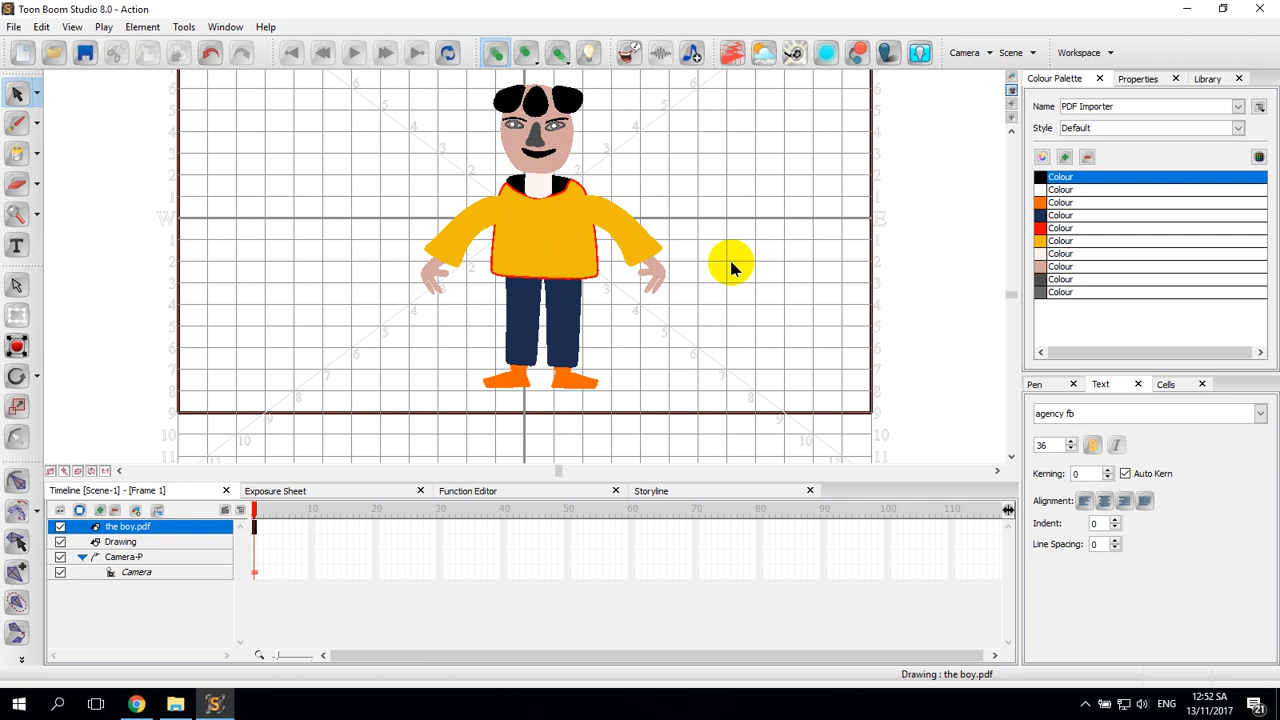 Toon Boom Studio 8.0 - Action
File Edit View Play Element Tools Window Help
Camera Scene Workspace
Colour Palette Properties Library
Name PDF Importer
Style Default
Colour
Colour
Colour
Colour
Colour
Colour
Colour
Colour
Colour
Colour
Pen Text Cells
agency fb
36 B I
Kerning: 0 Auto Kern
Alignment:
Indent: 0
Line Spacing: 0
W E
Timeline [Scene-1] - [Frame 1] Exposure Sheet Function Editor Storyline
10 20 30 40 50 60 70 80 90 100 110
the boy.pdf
Drawing
Camera-P
Camera
Drawing : the boy.pdf
ENG 12:52 SA
13/11/2017 21